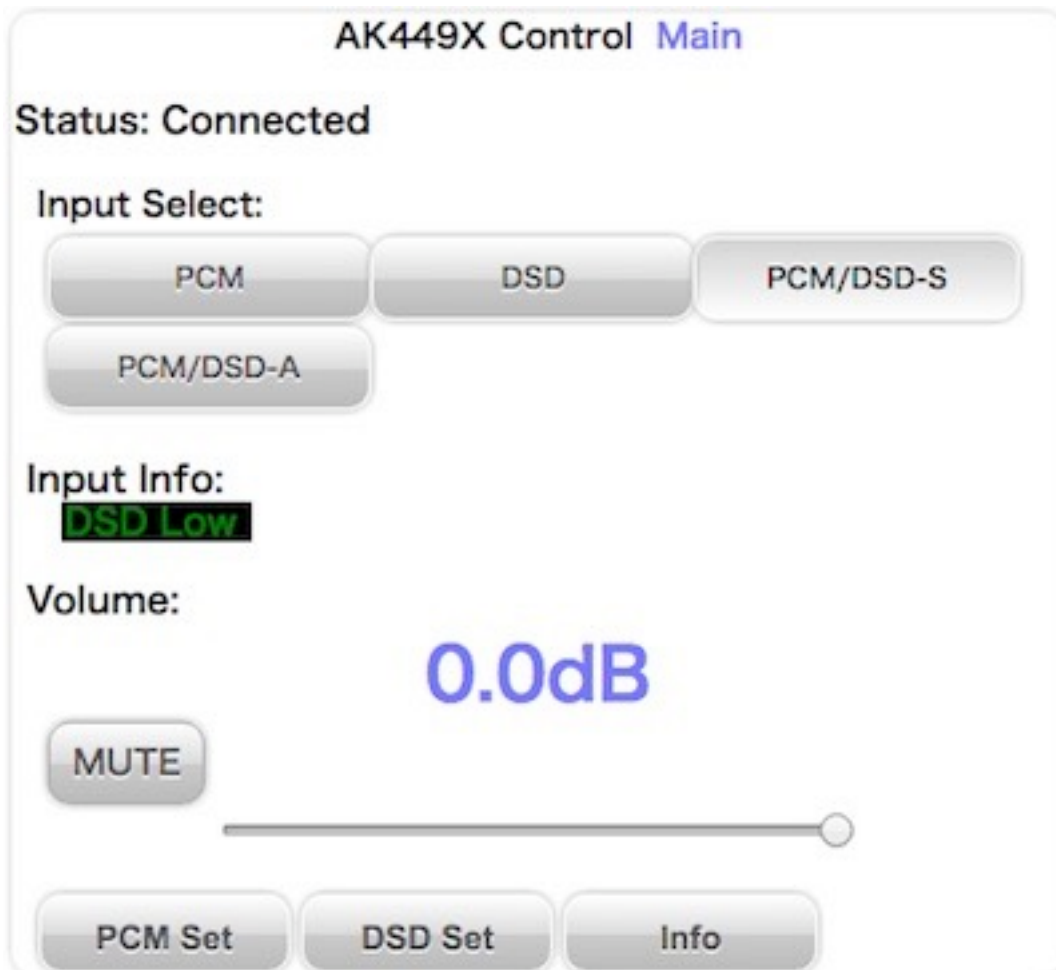 AK449X Control Main
Status: Connected
Input Select:
PCM DSD PCM/DSD-S
PCM/DSD-A
Input Info:
DSD Low
Volume:
0.0dB
MUTE
PCM Set DSD Set Info